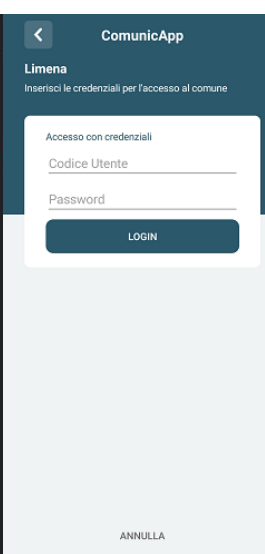 ComunicApp
Limena
Inserisci le credenziali per l'accesso al comune
Accesso con credenziali
Codice Utente
Password
LOGIN
ANNULLA